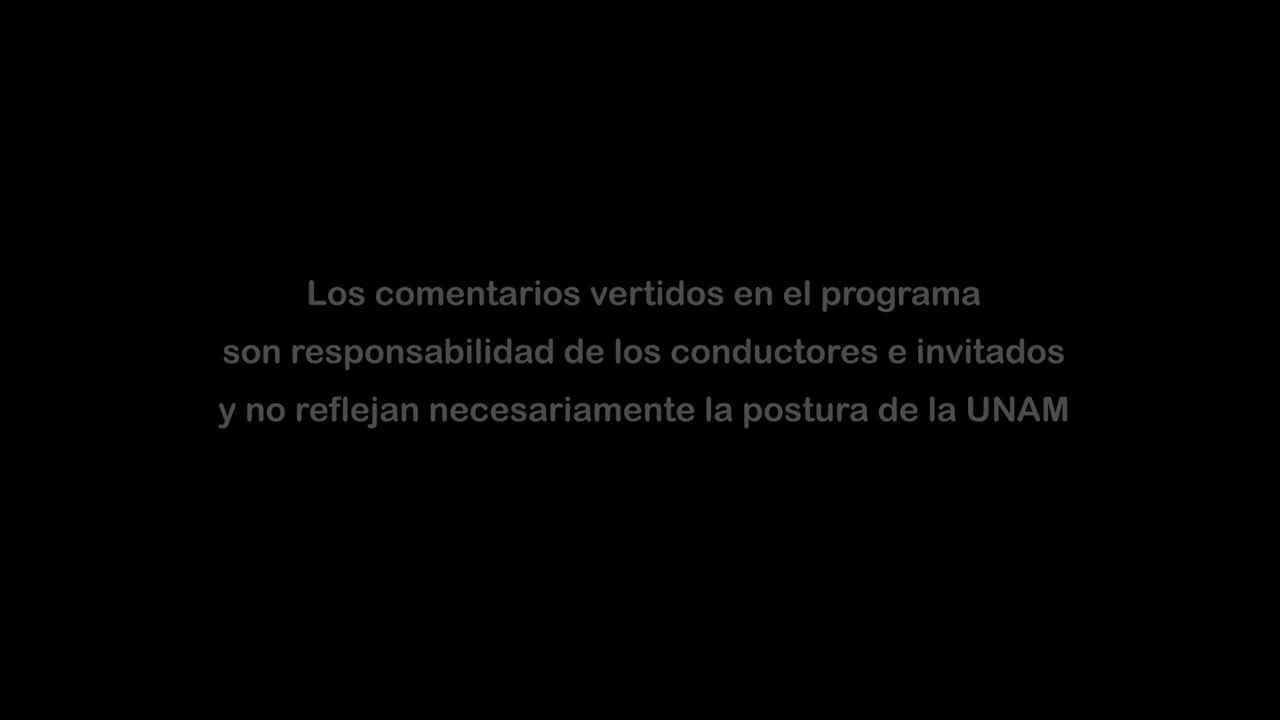 Los comentarios vertidos en el programa
son responsabilidad de los conductores e invitados
y no reflejan necesariamente la postura de la UNAM